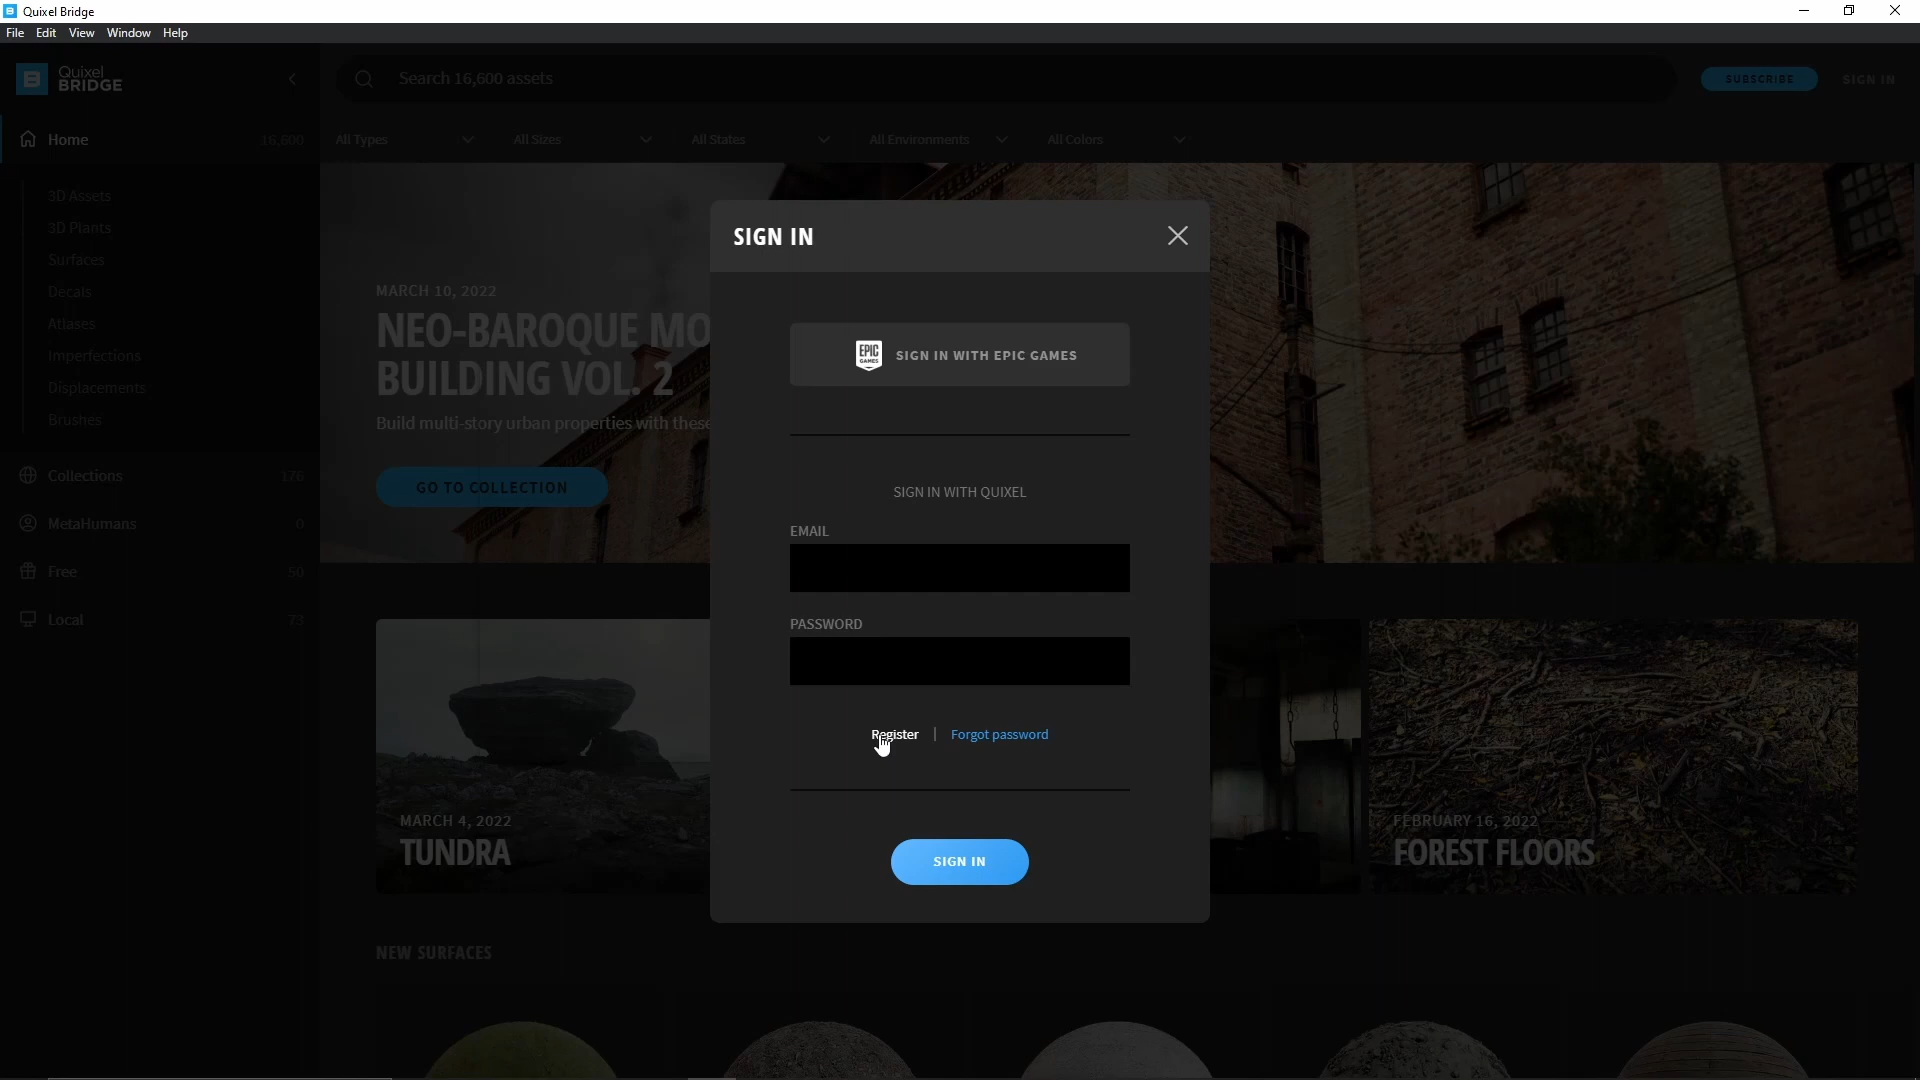 Quixel Bridge
File Edit View Window Help
Quixel
BRIDGE
Search 16,600 assets
SUBSCRIBE
SIGN IN
Home 16,600
All Types
All Sizes
All States
All Environments
All Colors
3D Assets
3D Plants
Surfaces
Decals
Atlases
Imperfections
Displacements
Brushes
Collections 176
MetaHumans 0
Free 50
Local 73
MARCH 10, 2022
NEO-BAROQUE MO
BUILDING VOL. 2
Build multi-story urban properties with these
GO TO COLLECTION
SIGN IN
EPIC
GAMES
SIGN IN WITH EPIC GAMES
SIGN IN WITH QUIXEL
EMAIL
PASSWORD
Register | Forgot password
SIGN IN
MARCH 4, 2022
TUNDRA
FEBRUARY 16, 2022
FOREST FLOORS
NEW SURFACES